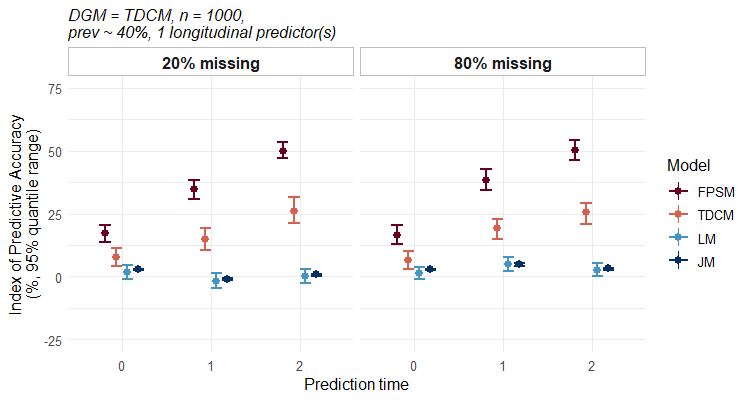 DGM = TDCM, n = 1000,
prev ~ 40%, 1 longitudinal predictor(s)
20% missing
80% missing
Index of Predictive Accuracy
(%, 95% quantile range)
75
50
25
0
-25
0
1
2
0
1
2
Prediction time
Model
FPSM
TDCM
LM
JM